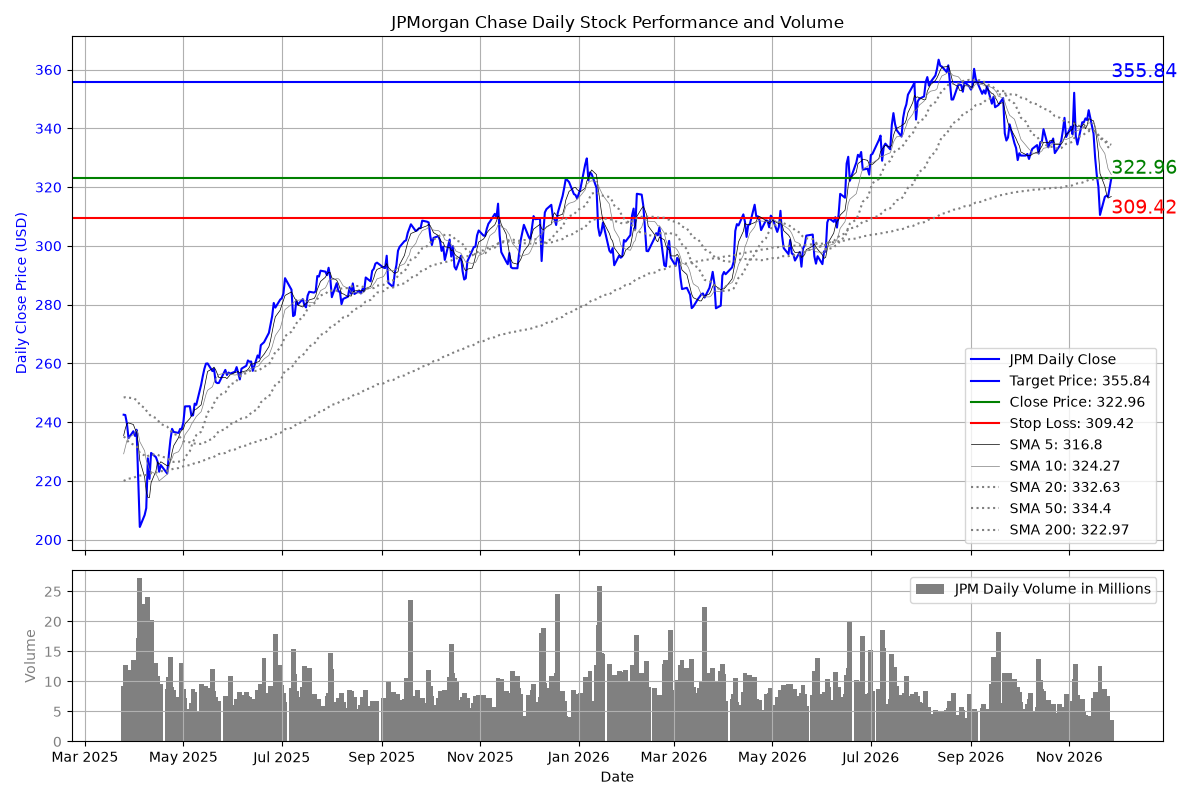 JPMorgan Chase Daily Stock Performance and Volume
Daily Close Price (USD)
360
340
320
300
280
260
240
220
200
355.84
322.96
309.42
JPM Daily Close
Target Price: 355.84
Close Price: 322.96
Stop Loss: 309.42
SMA 5: 316.8
SMA 10: 324.27
SMA 20: 332.63
SMA 50: 334.4
SMA 200: 322.97
Volume
25
20
15
10
5
0
JPM Daily Volume in Millions
Mar 2025 May 2025 Jul 2025 Sep 2025 Nov 2025 Jan 2026 Mar 2026 May 2026 Jul 2026 Sep 2026 Nov 2026
Date